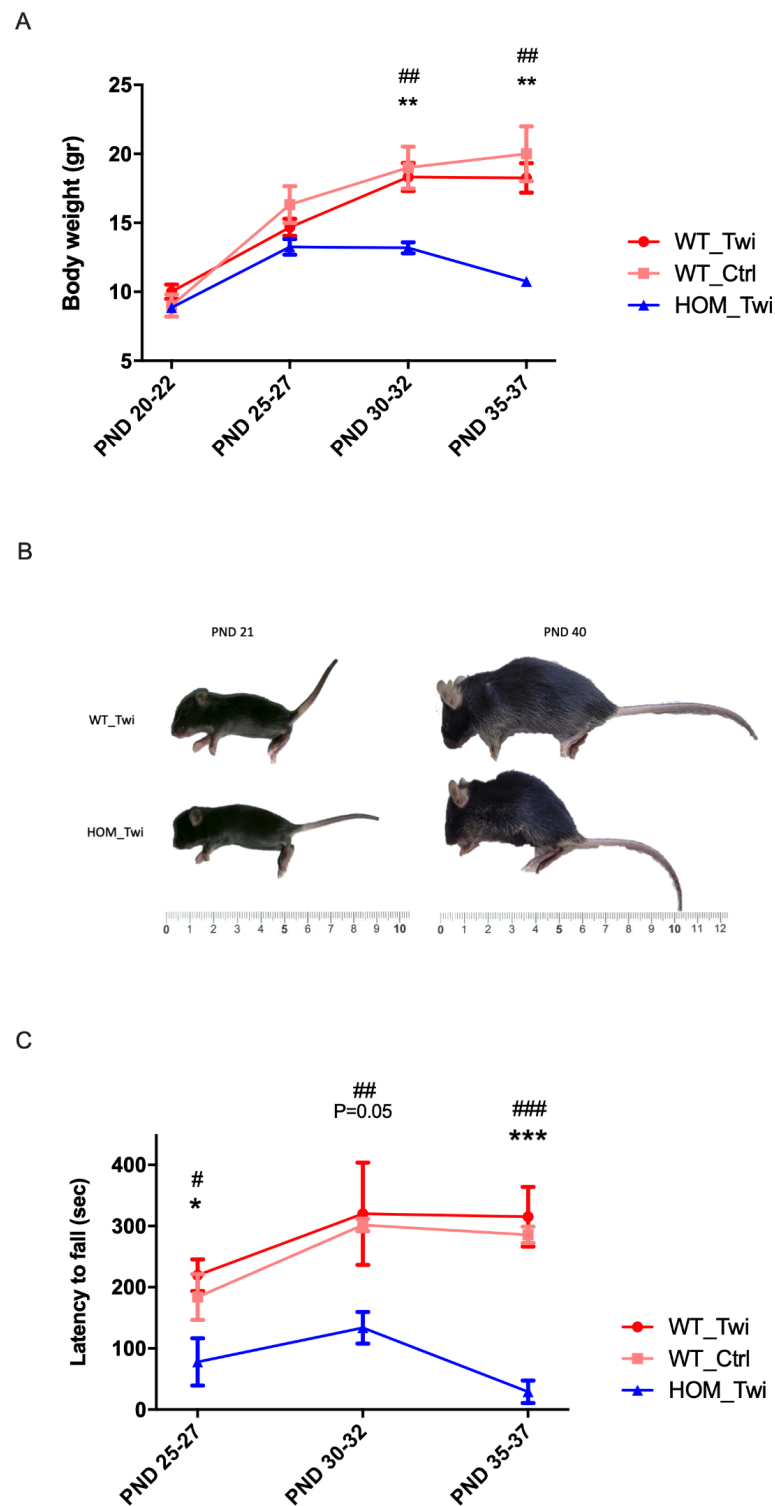 A
## ##
** **
25
20
15
10
5
Body weight (gr)
PND 20-22
PND 25-27
PND 30-32
PND 35-37
WT_Twi
WT_Ctrl
HOM_Twi
B
PND 21 PND 40
WT_Twi
HOM_Twi
0 1 2 3 4 5 6 7 8 9 10
0 1 2 3 4 5 6 7 8 9 10 11 12
C
##
P=0.05
###
***
#
*
400
300
200
100
0
Latency to fall (sec)
PND 25-27
PND 30-32
PND 35-37
WT_Twi
WT_Ctrl
HOM_Twi